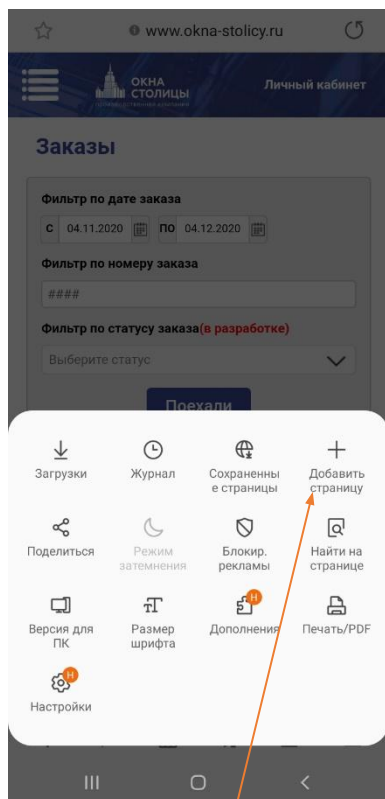 www.okna-stolicy.ru
ОКНА
СТОЛИЦЫ
Личный кабинет
Заказы
Фильтр по дате заказа
с 04.11.2020 по 04.12.2020
Фильтр по номеру заказа
####
Фильтр по статусу заказа(в разработке)
Выберите статус
Поехали
Загрузки
Журнал
Сохраненны
е страницы
Добавить
страницу
Поделиться
Режим
затемнения
Блокир.
рекламы
Найти на
странице
Версия для
ПК
Размер
шрифта
Н
Дополнения
Печать/PDF
Н
Настройки